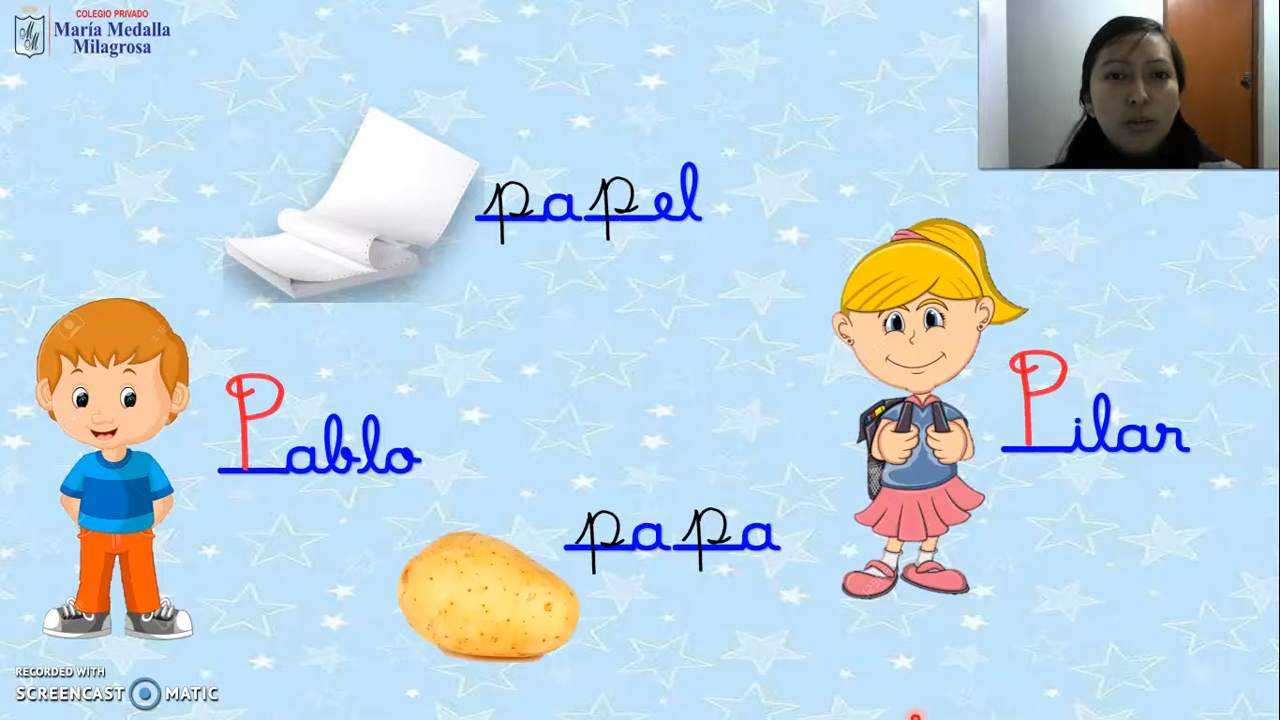 COLEGIO PRIVADO
María Medalla
Milagrosa
papel
Pablo
Pilar
papa
RECORDED WITH
SCREENCAST MATIC